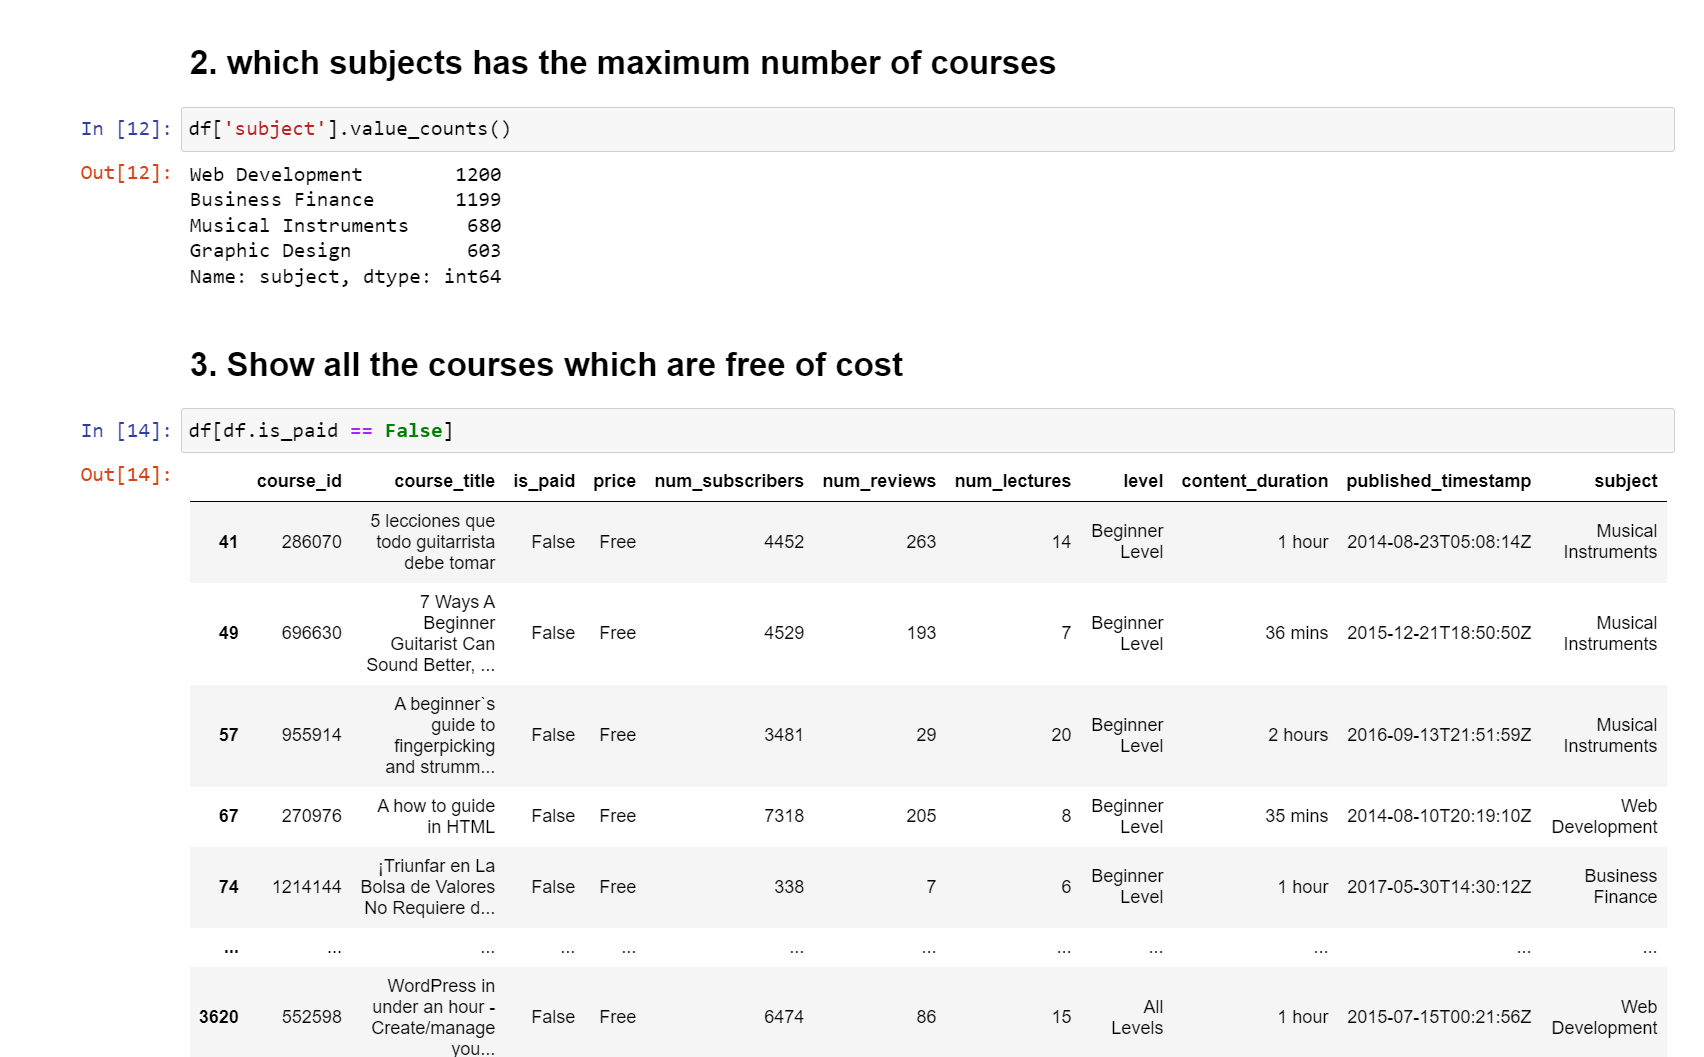 2. which subjects has the maximum number of courses
In [12]: df['subject'].value_counts()
Out[12]: Web Development 1200
Business Finance 1199
Musical Instruments 680
Graphic Design 603
Name: subject, dtype: int64
3. Show all the courses which are free of cost
In [14]: df[df.is_paid == False]
Out[14]:
course_id course_title is_paid price num_subscribers num_reviews num_lectures level content_duration published_timestamp subject
41 286070 5 lecciones que todo guitarrista debe tomar False Free 4452 263 14 Beginner Level 1 hour 2014-08-23T05:08:14Z Musical Instruments
49 696630 7 Ways A Beginner Guitarist Can Sound Better, ... False Free 4529 193 7 Beginner Level 36 mins 2015-12-21T18:50:50Z Musical Instruments
57 955914 A beginner`s guide to fingerpicking and strumm... False Free 3481 29 20 Beginner Level 2 hours 2016-09-13T21:51:59Z Musical Instruments
67 270976 A how to guide in HTML False Free 7318 205 8 Beginner Level 35 mins 2014-08-10T20:19:10Z Web Development
74 1214144 ¡Triunfar en La Bolsa de Valores No Requiere d... False Free 338 7 6 Beginner Level 1 hour 2017-05-30T14:30:12Z Business Finance
... ... ... ... ... ... ... ... ... ... ... ...
3620 552598 WordPress in under an hour - Create/manage you... False Free 6474 86 15 All Levels 1 hour 2015-07-15T00:21:56Z Web Development